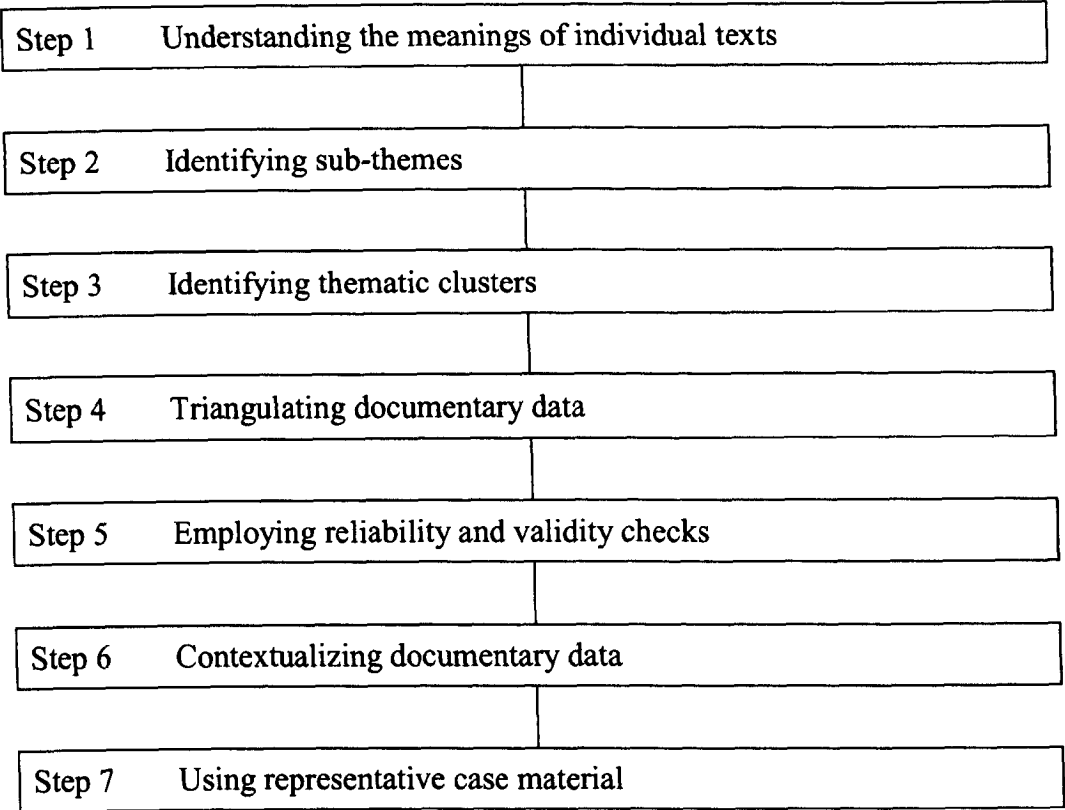 Step 1 Understanding the meanings of individual texts
Step 2 Identifying sub-themes
Step 3 Identifying thematic clusters
Step 4 Triangulating documentary data
Step 5 Employing reliability and validity checks
Step 6 Contextualizing documentary data
Step 7 Using representative case material